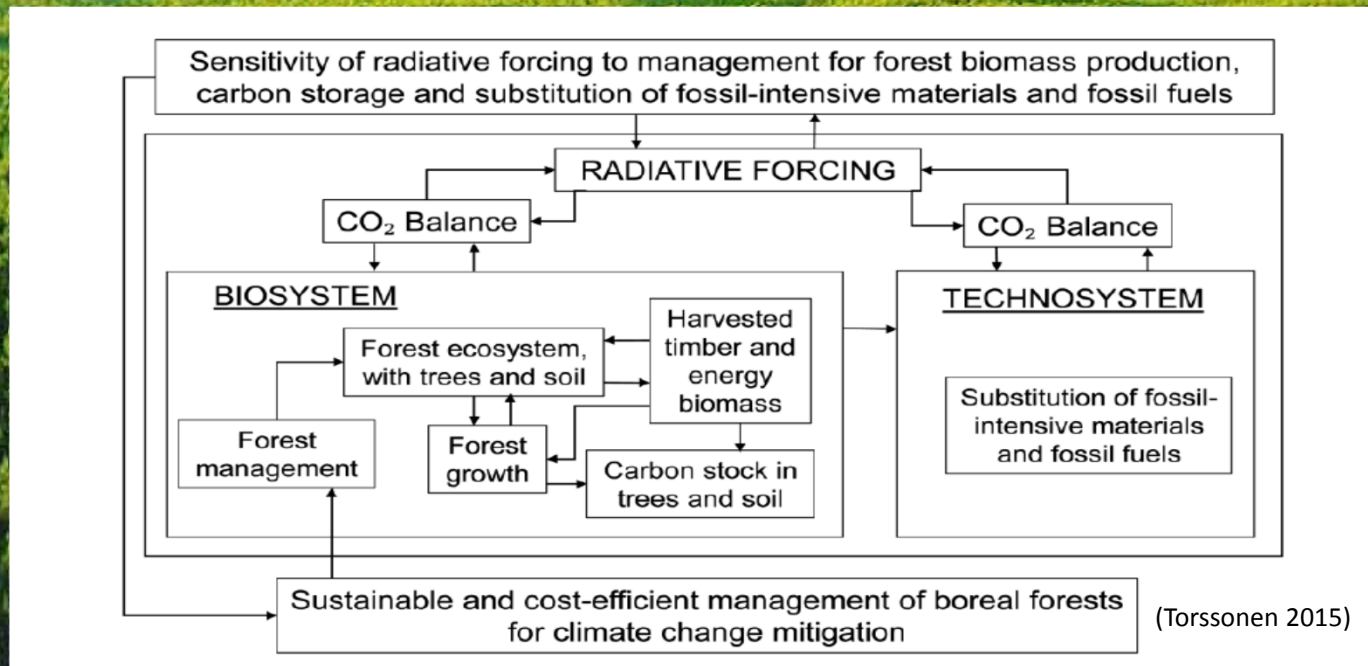 Sensitivity of radiative forcing to management for forest biomass production,
carbon storage and substitution of fossil-intensive materials and fossil fuels
RADIATIVE FORCING
CO₂ Balance
CO₂ Balance
BIOSYSTEM
TECHNOSYSTEM
Forest ecosystem,
with trees and soil
Harvested
timber and
energy
biomass
Forest
management
Forest
growth
Carbon stock in
trees and soil
Substitution of fossil-
intensive materials
and fossil fuels
Sustainable and cost-efficient management of boreal forests
for climate change mitigation
(Torssonen 2015)